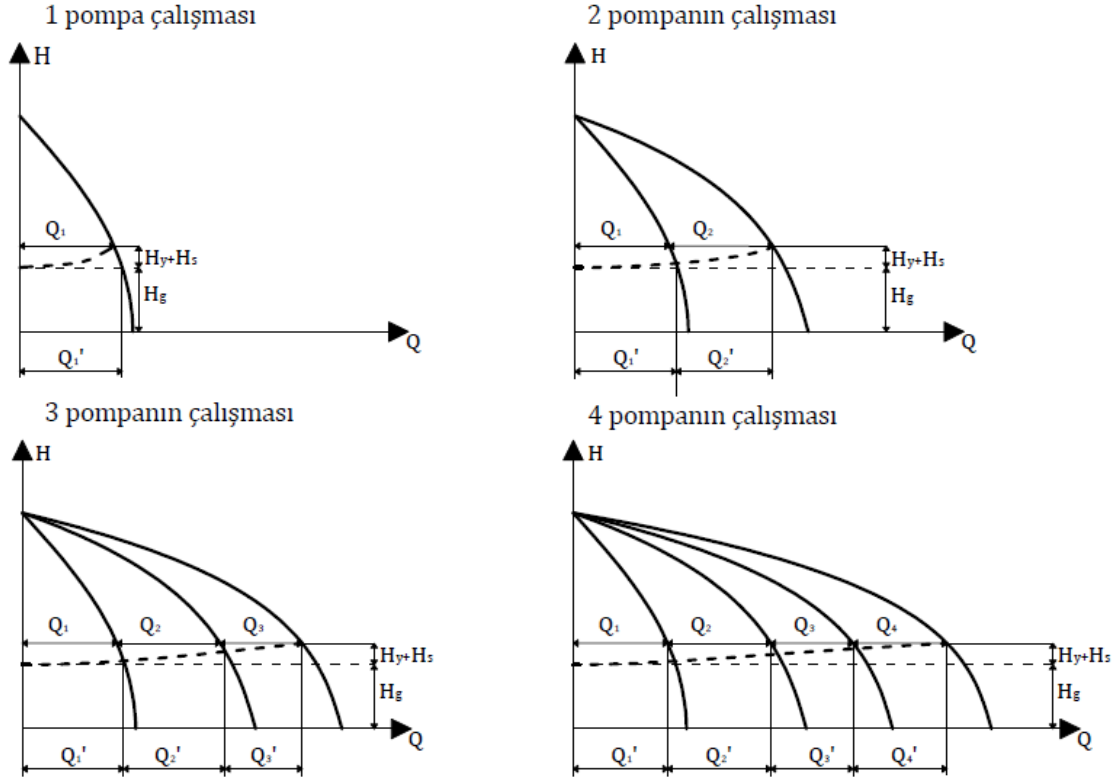 1 pompa çalışması
H
Q₁
Hy+Hs
Hg
Q
Q₁'
2 pompanın çalışması
H
Q₁ Q₂
Hy+Hs
Hg
Q
Q₁' Q₂'
3 pompanın çalışması
H
Q₁ Q₂ Q₃
Hy+Hs
Hg
Q
Q₁' Q₂' Q₃'
4 pompanın çalışması
H
Q₁ Q₂ Q₃ Q₄
Hy+Hs
Hg
Q
Q₁' Q₂' Q₃' Q₄'